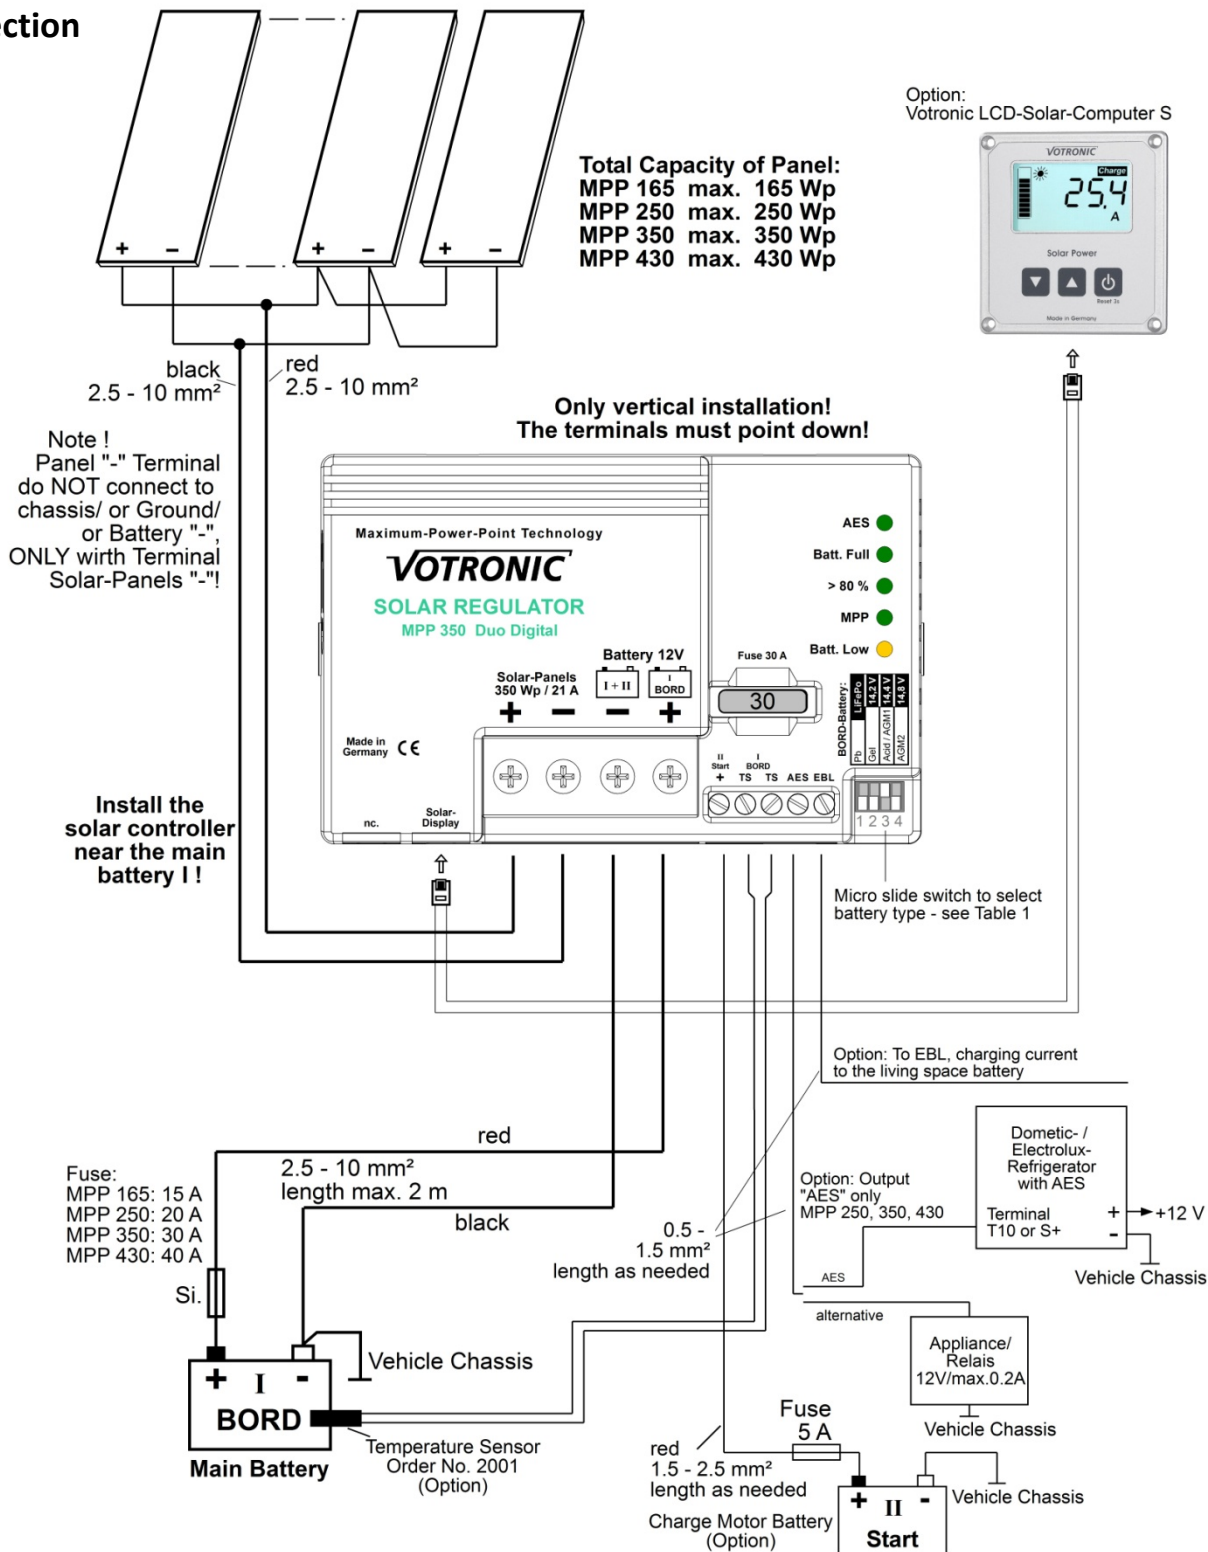 ection
Option:
Votronic LCD-Solar-Computer S
VOTRONIC
Charge
25.4
A
Solar Power
Reset 3s
Made in Germany
+ −
+ −
+ −
Total Capacity of Panel:
MPP 165 max. 165 Wp
MPP 250 max. 250 Wp
MPP 350 max. 350 Wp
MPP 430 max. 430 Wp
black
2.5 - 10 mm²
red
2.5 - 10 mm²
Note !
Panel "-" Terminal
do NOT connect to
chassis/ or Ground/
or Battery "-",
ONLY wirth Terminal
Solar-Panels "-"!
Only vertical installation!
The terminals must point down!
Maximum-Power-Point Technology
VOTRONIC
SOLAR REGULATOR
MPP 350 Duo Digital
AES
Batt. Full
> 80 %
MPP
Batt. Low
Battery 12V
Solar-Panels
350 Wp / 21 A
I + II
I
BORD
+ − − +
Fuse 30 A
30
BORD-Battery:
Pb LiFePo
Gel 14,2 V
Acid / AGM1 14,4 V
AGM2 14,8 V
Made in
Germany CE
II
Start
+
I
BORD
TS TS AES EBL
1 2 3 4
nc.
Solar-
Display
Install the
solar controller
near the main
battery I !
Micro slide switch to select
battery type - see Table 1
Option: To EBL, charging current
to the living space battery
red
2.5 - 10 mm²
length max. 2 m
black
Fuse:
MPP 165: 15 A
MPP 250: 20 A
MPP 350: 30 A
MPP 430: 40 A
Si.
Option: Output
"AES" only
MPP 250, 350, 430
0.5 -
1.5 mm²
length as needed
Dometic- /
Electrolux-
Refrigerator
with AES
Terminal
T10 or S+
+
-
+12 V
Vehicle Chassis
AES
alternative
Appliance/
Relais
12V/max.0.2A
Vehicle Chassis
Vehicle Chassis
+ I -
BORD
Main Battery
Temperature Sensor
Order No. 2001
(Option)
Fuse
5 A
red
1.5 - 2.5 mm²
length as needed
Charge Motor Battery
(Option)
Vehicle Chassis
+ II -
Start